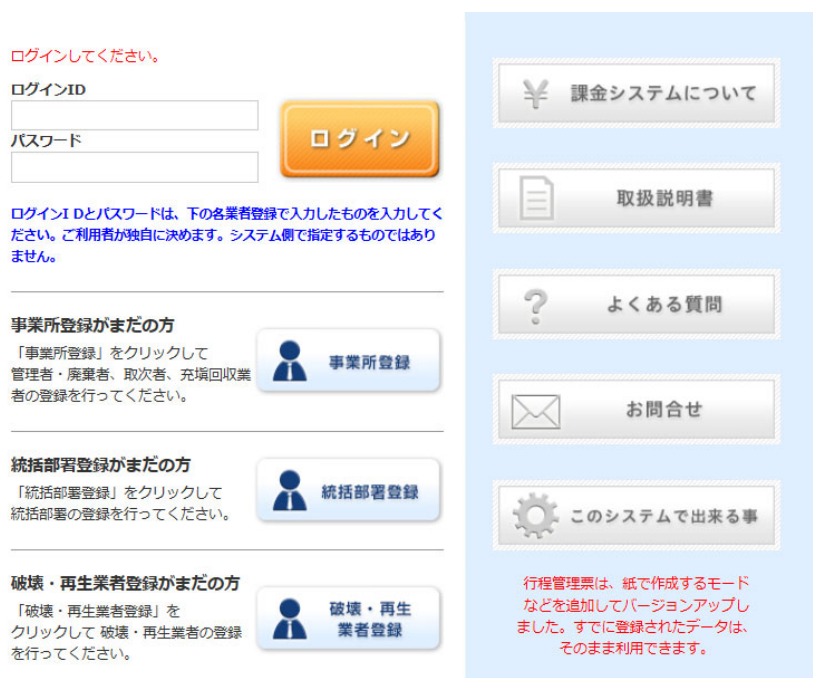 ログインしてください。
ログインID
パスワード
ログイン
ログインI Dとパスワードは、下の各業者登録で入力したものを入力してく
ださい。ご利用者が独自に決めます。システム側で指定するものではあり
ません。
事業所登録がまだの方
「事業所登録」をクリックして
管理者・廃棄者、取次者、充塡回収業
者の登録を行ってください。
事業所登録
統括部署登録がまだの方
「統括部署登録」をクリックして
統括部署の登録を行ってください。
統括部署登録
破壊・再生業者登録がまだの方
「破壊・再生業者登録」を
クリックして 破壊・再生業者の登録
を行ってください。
破壊・再生
業者登録
¥ 課金システムについて
取扱説明書
? よくある質問
お問合せ
このシステムで出来る事
行程管理票は、紙で作成するモード
などを追加してバージョンアップし
ました。すでに登録されたデータは、
そのまま利用できます。